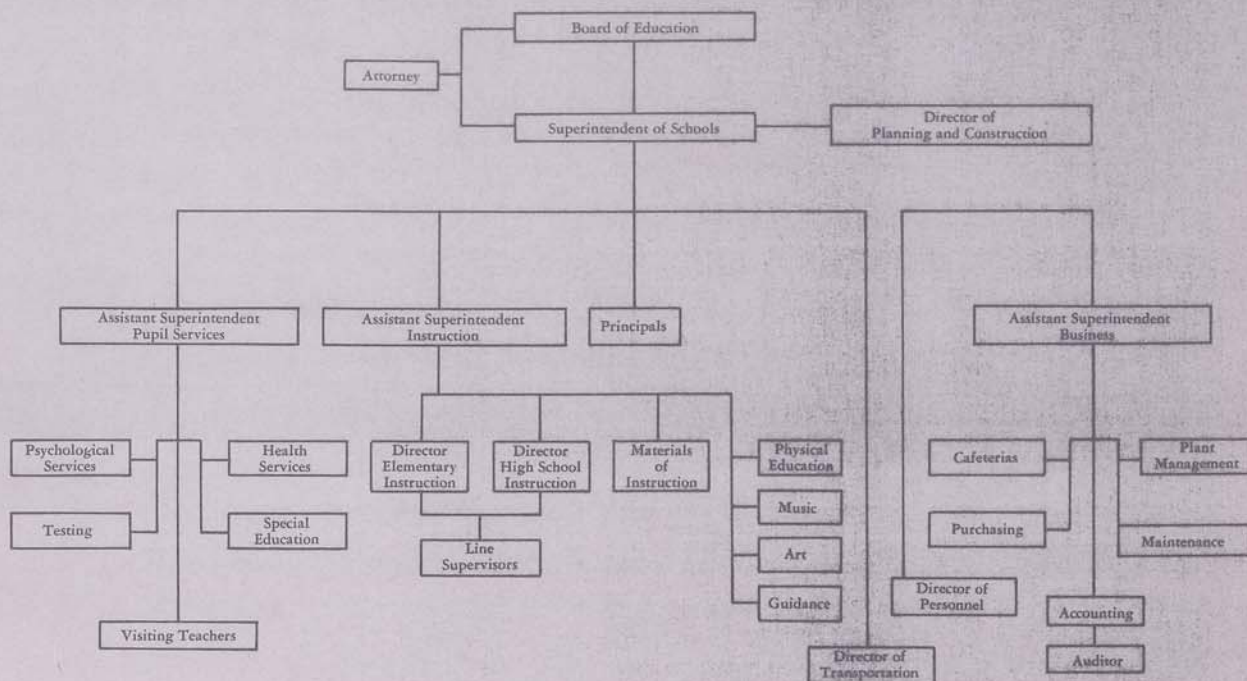 Board of Education
Attorney
Superintendent of Schools
Director of
Planning and Construction
Assistant Superintendent
Pupil Services
Assistant Superintendent
Instruction
Principals
Assistant Superintendent
Business
Psychological
Services
Health
Services
Testing
Special
Education
Visiting Teachers
Director
Elementary
Instruction
Director
High School
Instruction
Materials
of
Instruction
Line
Supervisors
Physical
Education
Music
Art
Guidance
Director of
Transportation
Cafeterias
Plant
Management
Purchasing
Maintenance
Director of
Personnel
Accounting
Auditor